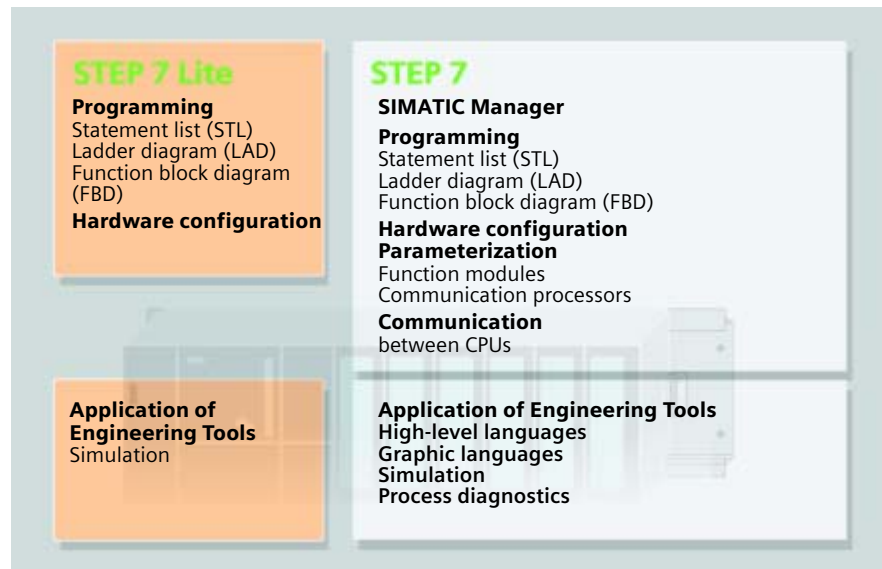 STEP 7 Lite
Programming
Statement list (STL)
Ladder diagram (LAD)
Function block diagram
(FBD)
Hardware configuration
STEP 7
SIMATIC Manager
Programming
Statement list (STL)
Ladder diagram (LAD)
Function block diagram (FBD)
Hardware configuration
Parameterization
Function modules
Communication processors
Communication
between CPUs
Application of
Engineering Tools
Simulation
Application of Engineering Tools
High-level languages
Graphic languages
Simulation
Process diagnostics